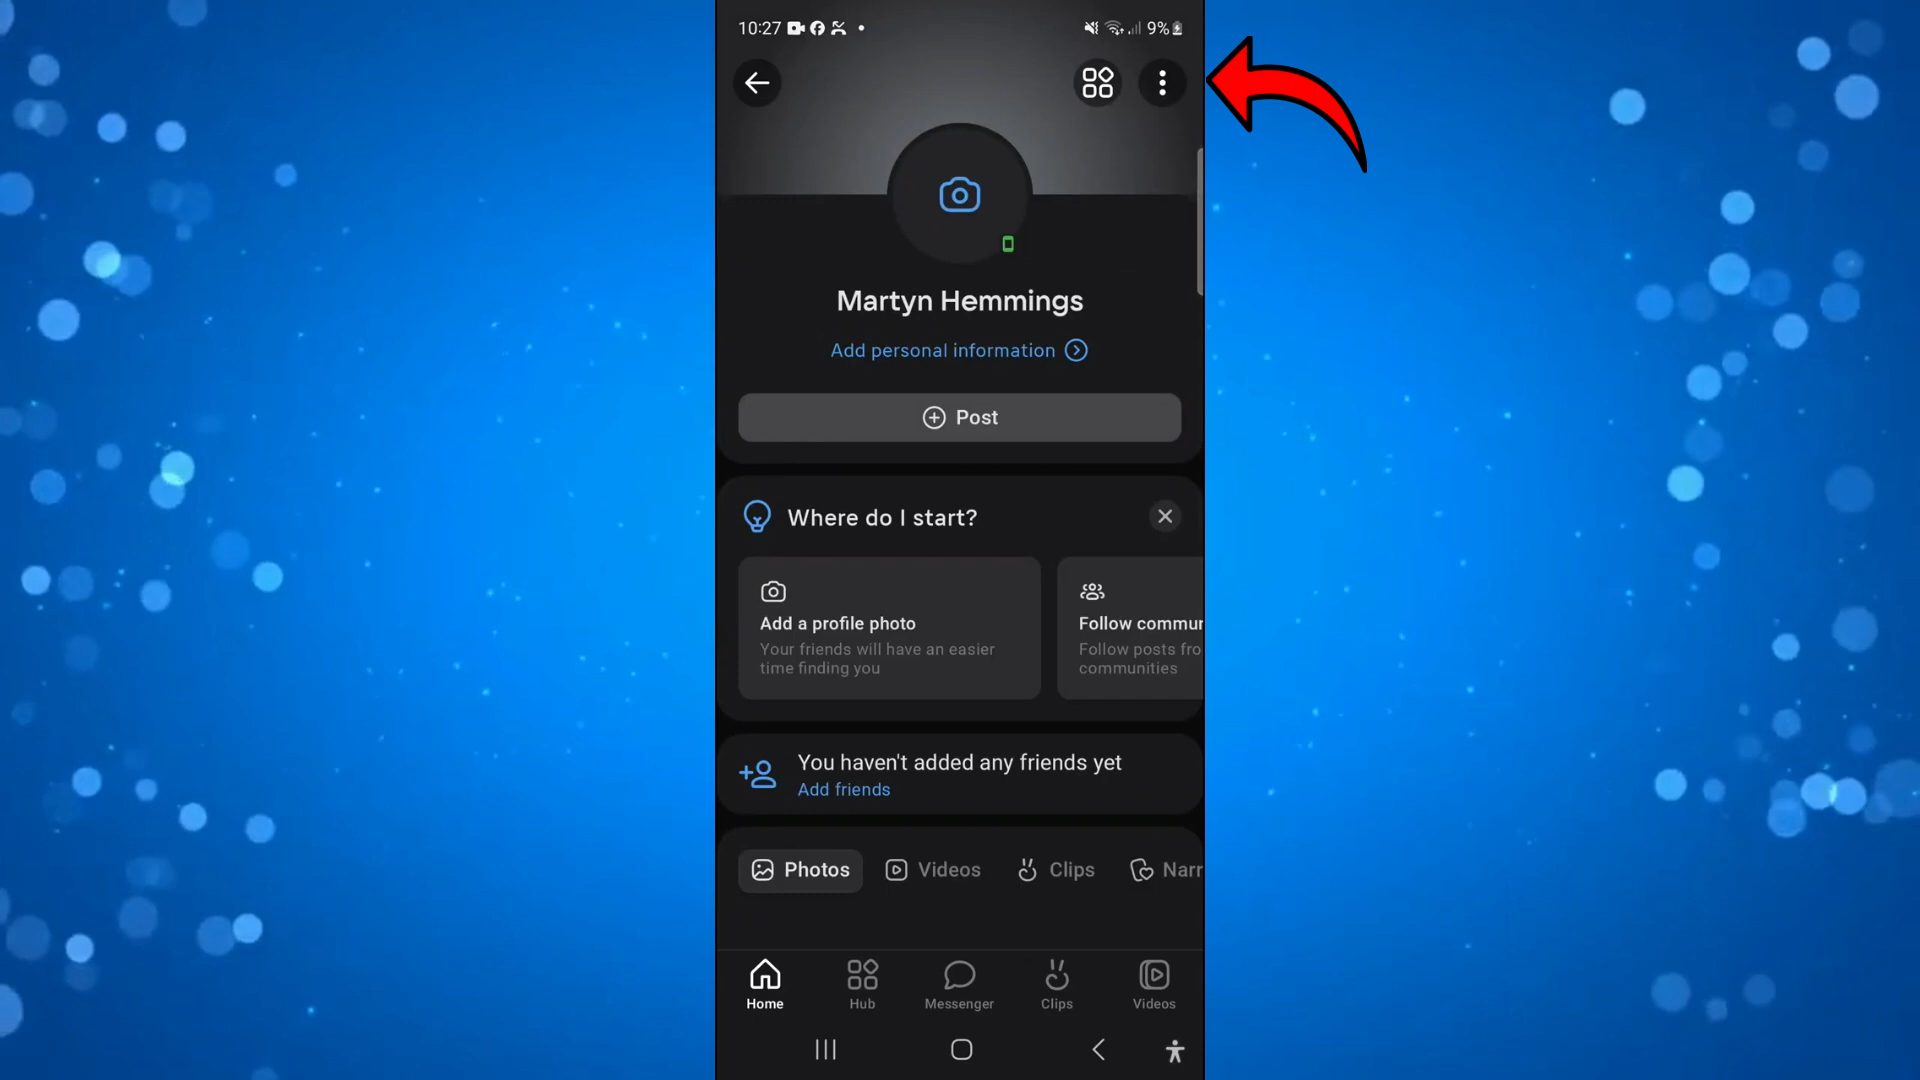 10:27
9%
Martyn Hemmings
Add personal information
Post
Where do I start?
Add a profile photo
Your friends will have an easier
time finding you
Follow commur
Follow posts fro
communities
You haven't added any friends yet
Add friends
Photos
Videos
Clips
Narr
Home
Hub
Messenger
Clips
Videos